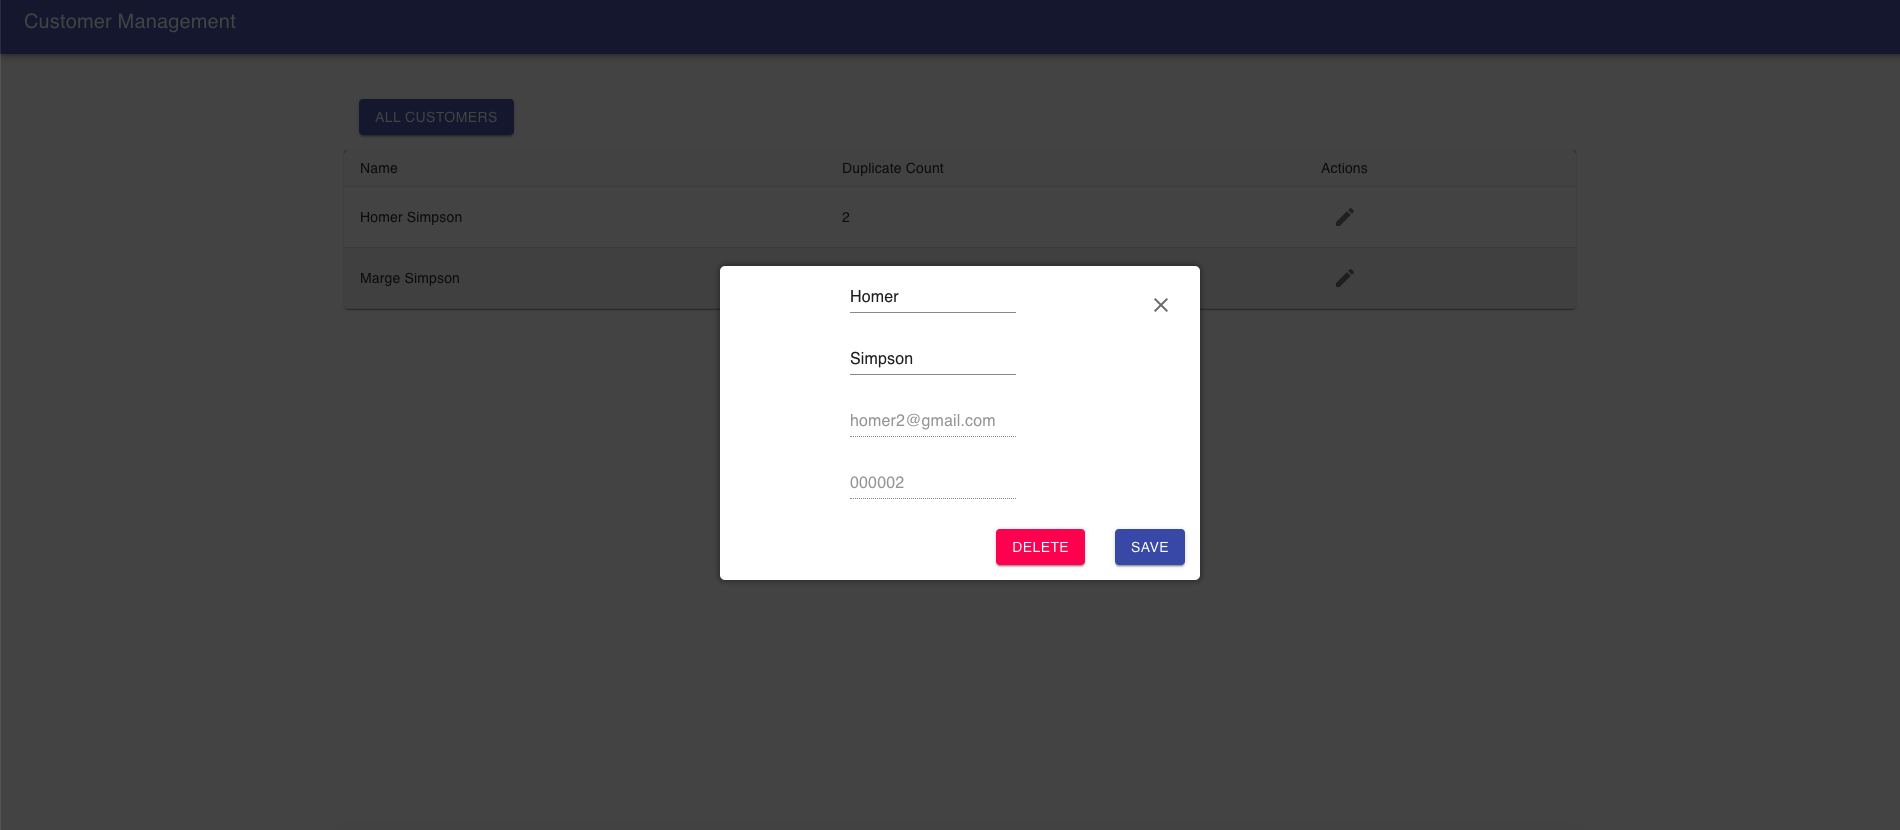 Customer Management
ALL CUSTOMERS
Name Duplicate Count Actions
Homer Simpson 2
Marge Simpson
Homer
Simpson
homer2@gmail.com
000002
DELETE SAVE